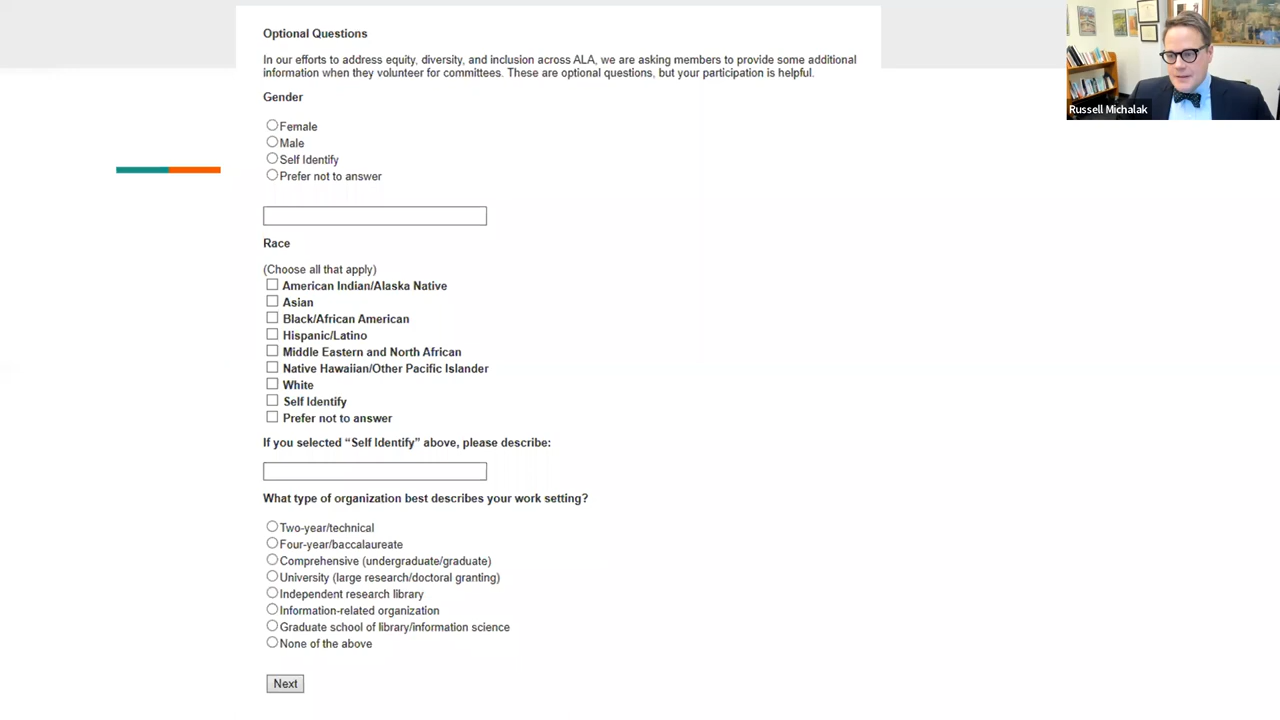 Optional Questions
In our efforts to address equity, diversity, and inclusion across ALA, we are asking members to provide some additional
information when they volunteer for committees. These are optional questions, but your participation is helpful.
Gender
Female
Male
Self Identify
Prefer not to answer
Race
(Choose all that apply)
American Indian/Alaska Native
Asian
Black/African American
Hispanic/Latino
Middle Eastern and North African
Native Hawaiian/Other Pacific Islander
White
Self Identify
Prefer not to answer
If you selected “Self Identify” above, please describe:
What type of organization best describes your work setting?
Two-year/technical
Four-year/baccalaureate
Comprehensive (undergraduate/graduate)
University (large research/doctoral granting)
Independent research library
Information-related organization
Graduate school of library/information science
None of the above
Next
Russell Michalak